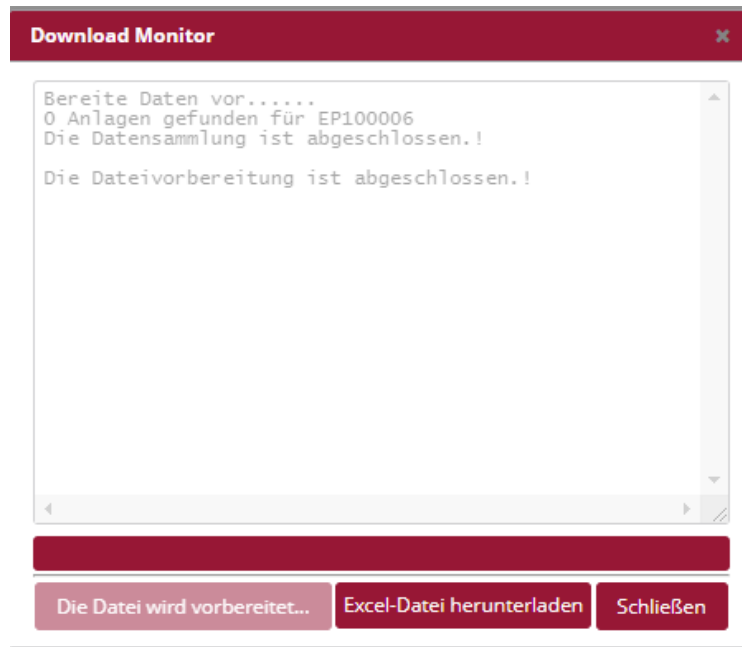 Download Monitor
Bereite Daten vor......
0 Anlagen gefunden für EP100006
Die Datensammlung ist abgeschlossen.!
Die Dateivorbereitung ist abgeschlossen.!
Die Datei wird vorbereitet... Excel-Datei herunterladen Schließen